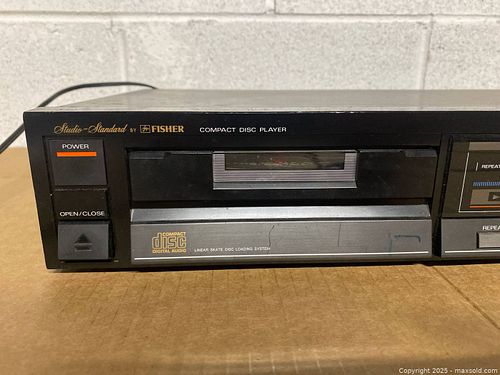 Studio-Standard BY FISHER COMPACT DISC PLAYER
POWER
REPEAT
OPEN/CLOSE
COMPACT
disc
DIGITAL AUDIO
LINEAR SKATE DISC LOADING SYSTEM
REPEA
Copyright 2025 - maxsold.com